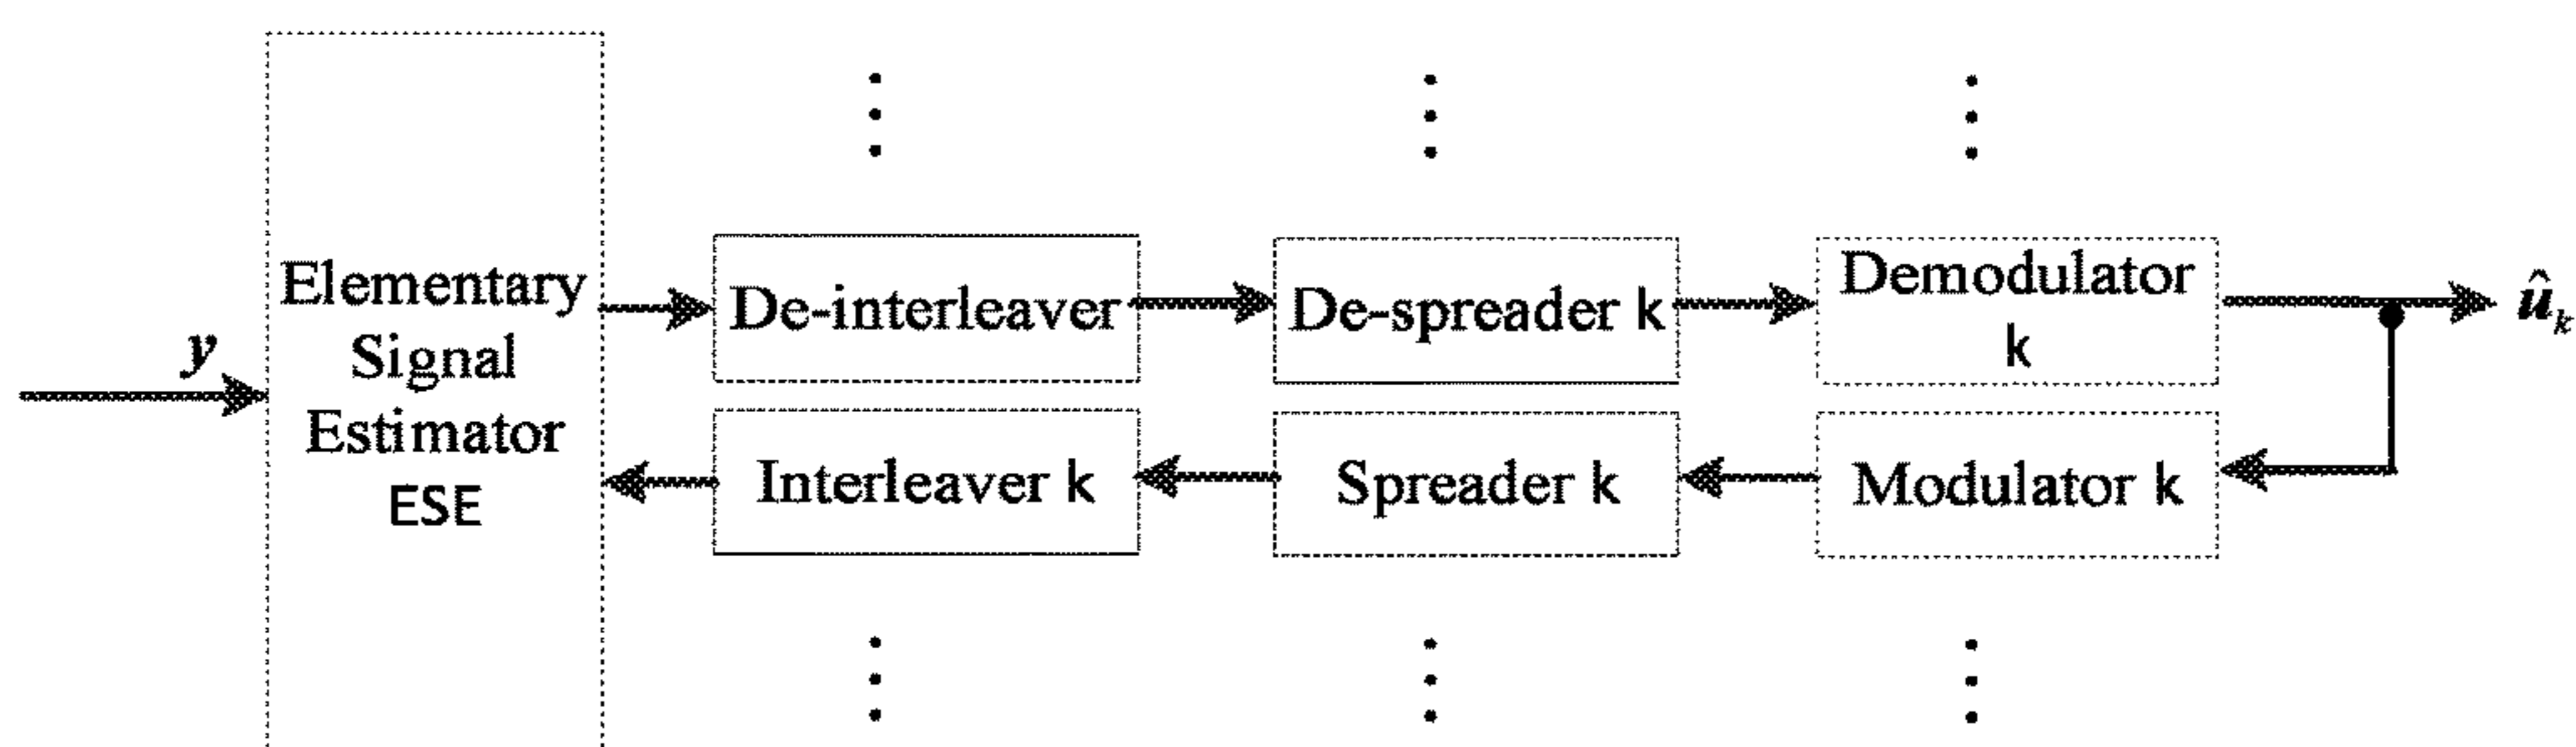 y
Elementary
Signal
Estimator
ESE
De-interleaver
De-spreader k
Demodulator
k
û_k
Interleaver k
Spreader k
Modulator k